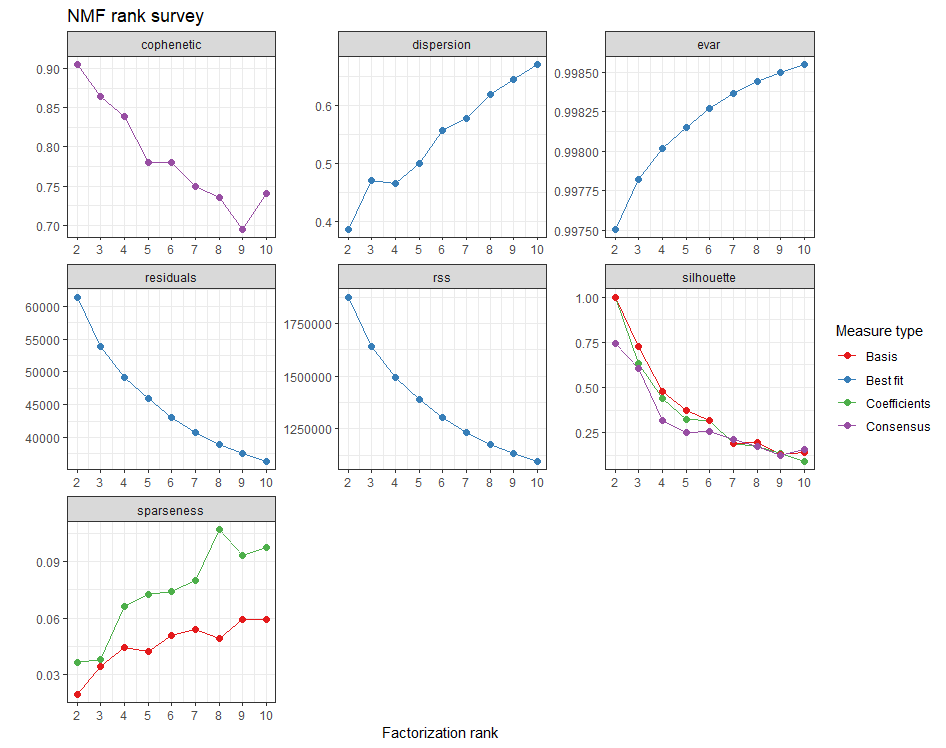 NMF rank survey
cophenetic
0.90
0.85
0.80
0.75
0.70
2 3 4 5 6 7 8 9 10
dispersion
0.6
0.5
0.4
2 3 4 5 6 7 8 9 10
evar
0.99850
0.99825
0.99800
0.99775
0.99750
2 3 4 5 6 7 8 9 10
residuals
60000
55000
50000
45000
40000
2 3 4 5 6 7 8 9 10
rss
1750000
1500000
1250000
2 3 4 5 6 7 8 9 10
silhouette
1.00
0.75
0.50
0.25
2 3 4 5 6 7 8 9 10
Measure type
Basis
Best fit
Coefficients
Consensus
sparseness
0.09
0.06
0.03
2 3 4 5 6 7 8 9 10
Factorization rank